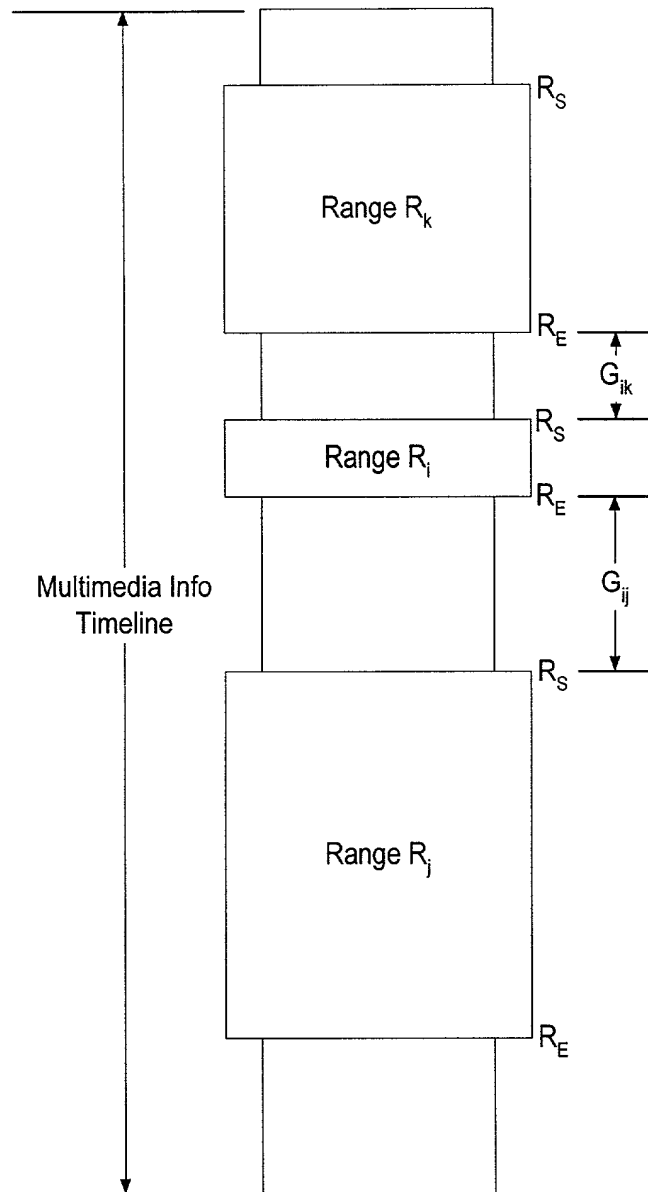 R_S
Range R_k
R_E
G_ik
R_S
Range R_i
R_E
Multimedia Info
Timeline
G_ij
R_S
Range R_j
R_E